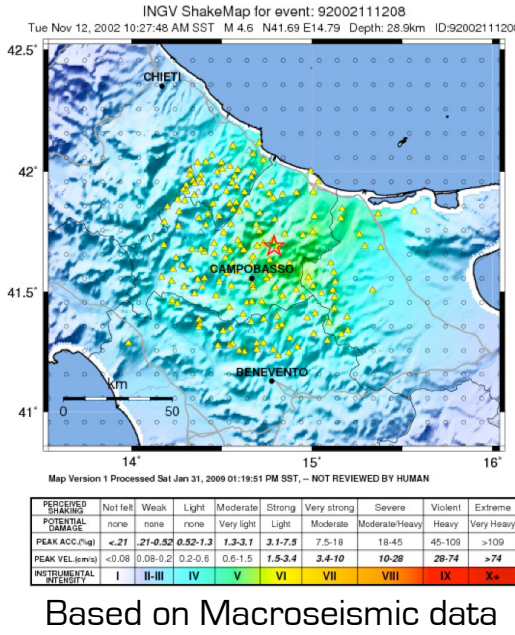 INGV ShakeMap for event: 92002111208
Tue Nov 12, 2002 10:27:48 AM SST M 4.6 N41.69 E14.79 Depth: 28.9km ID:92002111208
42.5˚
CHIETI
42˚
CAMPOBASSO
41.5˚
BENEVENTO
km
41˚
0 50
14˚ 15˚ 16˚
Map Version 1 Processed Sat Jan 31, 2009 01:19:51 PM SST, -- NOT REVIEWED BY HUMAN
PERCEIVED SHAKING Not felt Weak Light Moderate Strong Very strong Severe Violent Extreme
POTENTIAL DAMAGE none none none Very light Light Moderate Moderate/Heavy Heavy Very Heavy
PEAK ACC.(%g) <.21 .21-0.52 0.52-1.3 1.3-3.1 3.1-7.5 7.5-18 18-45 45-109 >109
PEAK VEL.(cm/s) <0.08 0.08-0.2 0.2-0.6 0.6-1.5 1.5-3.4 3.4-10 10-28 28-74 >74
INSTRUMENTAL INTENSITY I II-III IV V VI VII VIII IX X+
Based on Macroseismic data